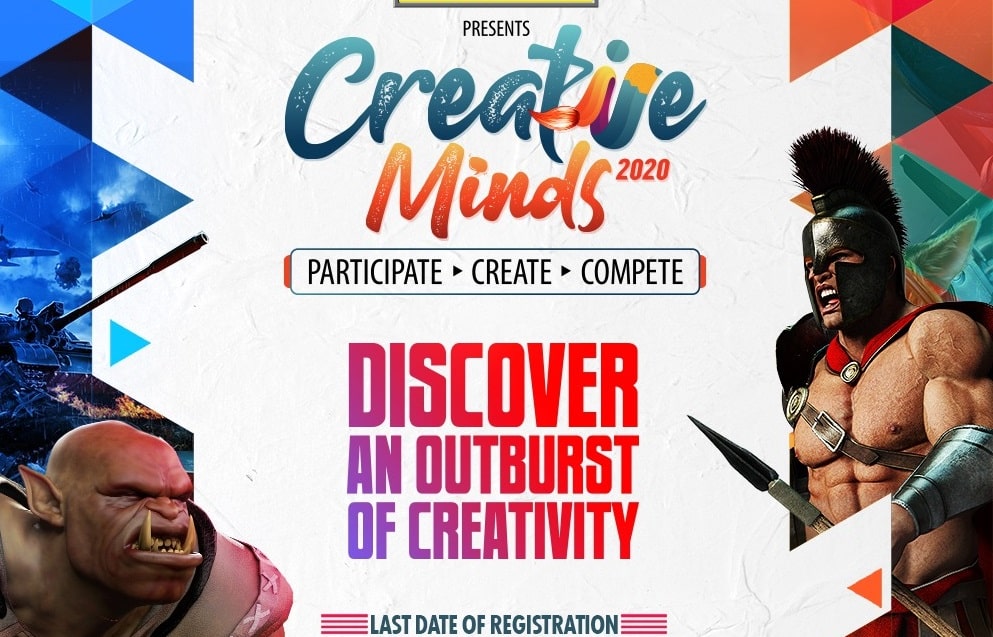 PRESENTS
Creative
Minds 2020
PARTICIPATE ▸ CREATE ▸ COMPETE
DISCOVER
AN OUTBURST
OF CREATIVITY
LAST DATE OF REGISTRATION